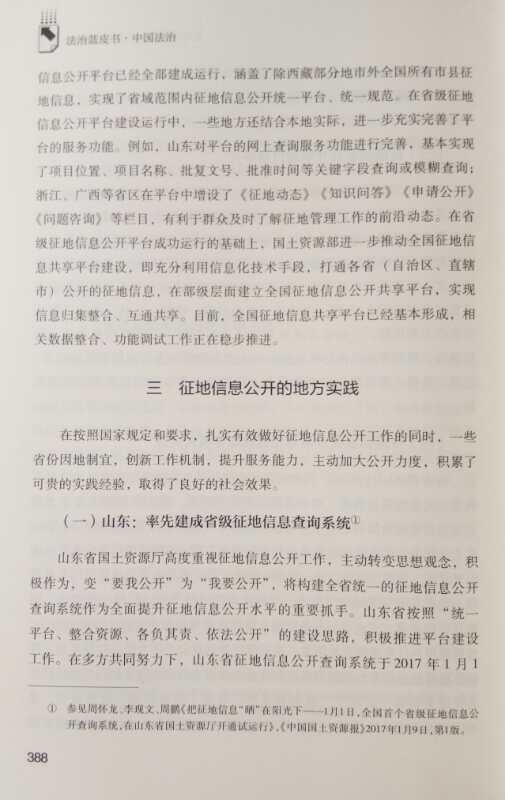 法治蓝皮书·中国法治
信息公开平台已经全部建成运行，涵盖了除西藏部分地市外全国所有市县征
地信息，实现了省域范围内征地信息公开统一平台、统一规范。在省级征地
信息公开平台建设运行中，一些地方还结合本地实际，进一步充实完善了平
台的服务功能。例如，山东对平台的网上查询服务功能进行完善，基本实现
了项目位置、项目名称、批复文号、批准时间等关键字段查询或模糊查询；
浙江、广西等省区在平台中增设了《征地动态》《知识问答》《申请公开》
《问题咨询》等栏目，有利于群众及时了解征地管理工作的前沿动态。在省
级征地信息公开平台成功运行的基础上，国土资源部进一步推动全国征地信
息共享平台建设，即充分利用信息化技术手段，打通各省（自治区、直辖
市）公开的征地信息，在部级层面建立全国征地信息公开共享平台，实现
信息归集整合、互通共享。目前，全国征地信息共享平台已经基本形成，相
关数据整合、功能调试工作正在稳步推进。
三 征地信息公开的地方实践
在按照国家规定和要求，扎实有效做好征地信息公开工作的同时，一些
省份因地制宜，创新工作机制，提升服务能力，主动加大公开力度，积累了
可贵的实践经验，取得了良好的社会效果。
（一）山东：率先建成省级征地信息查询系统①
山东省国土资源厅高度重视征地信息公开工作，主动转变思想观念，积
极作为，变“要我公开”为“我要公开”，将构建全省统一的征地信息公开
查询系统作为全面提升征地信息公开水平的重要抓手。山东省按照“统一
平台、整合资源、各负其责、依法公开”的建设思路，积极推进平台建设
工作。在多方共同努力下，山东省征地信息公开查询系统于 2017 年 1 月 1
① 参见周怀龙、李现文、周鹏《把征地信息“晒”在阳光下——1月1日，全国首个省级征地信息公
开查询系统，在山东省国土资源厅开通试运行》，《中国国土资源报》2017年1月9日，第1版。
388